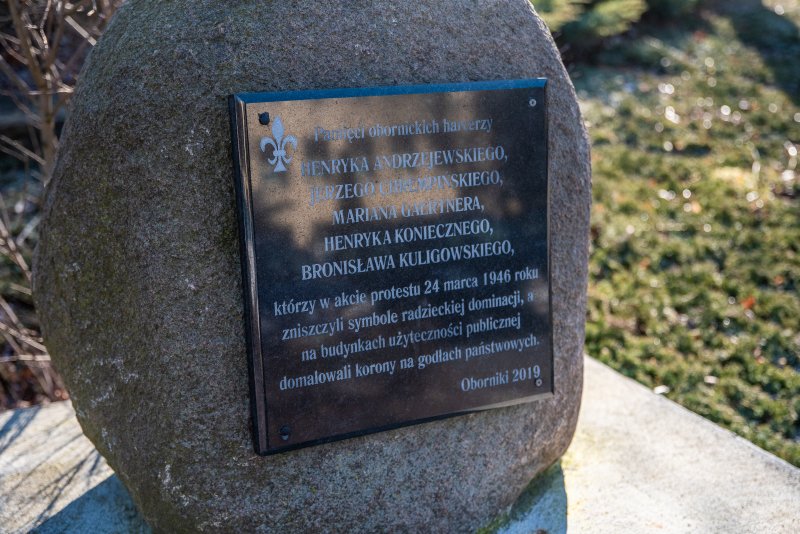 Pamięci obornickich harcerzy
HENRYKA ANDRZEJEWSKIEGO,
JERZEGO
MARIANA
HENRYKA KONIECZNEGO,
BRONISŁAWA KULIGOWSKIEGO,
którzy w akcie protestu 24 marca 1946 roku
zniszczyli symbole radzieckiej dominacji, a
na budynkach użyteczności publicznej
domalowali korony na godłach państwowych.
Oborniki 2019